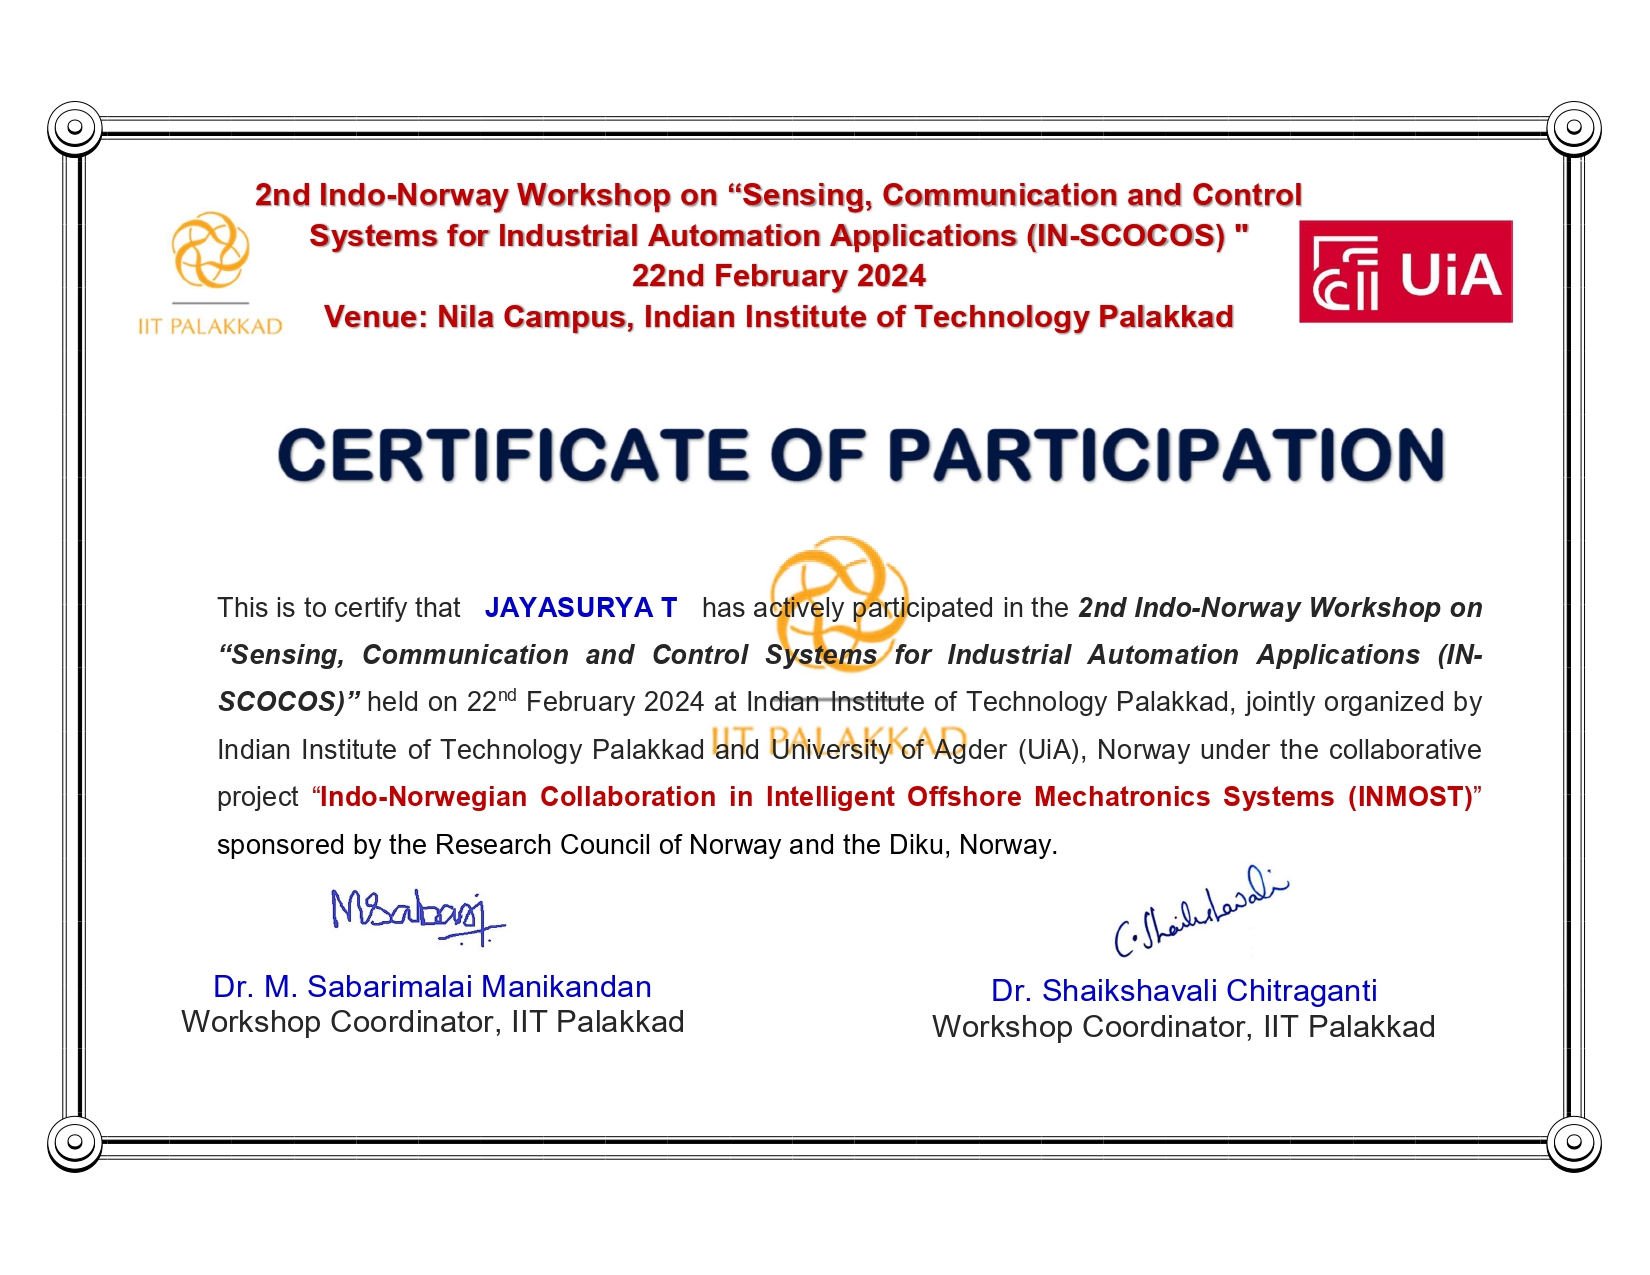 2nd Indo-Norway Workshop on “Sensing, Communication and Control
Systems for Industrial Automation Applications (IN-SCOCOS) "
22nd February 2024
Venue: Nila Campus, Indian Institute of Technology Palakkad
IIT PALAKKAD
UiA
CERTIFICATE OF PARTICIPATION
This is to certify that JAYASURYA T has actively participated in the 2nd Indo-Norway Workshop on
“Sensing, Communication and Control Systems for Industrial Automation Applications (IN-
SCOCOS)” held on 22nd February 2024 at Indian Institute of Technology Palakkad, jointly organized by
Indian Institute of Technology Palakkad and University of Agder (UiA), Norway under the collaborative
project “Indo-Norwegian Collaboration in Intelligent Offshore Mechatronics Systems (INMOST)”
sponsored by the Research Council of Norway and the Diku, Norway.
IIT PALAKKAD
C. Shaikshavali
Dr. M. Sabarimalai Manikandan
Workshop Coordinator, IIT Palakkad
Dr. Shaikshavali Chitraganti
Workshop Coordinator, IIT Palakkad